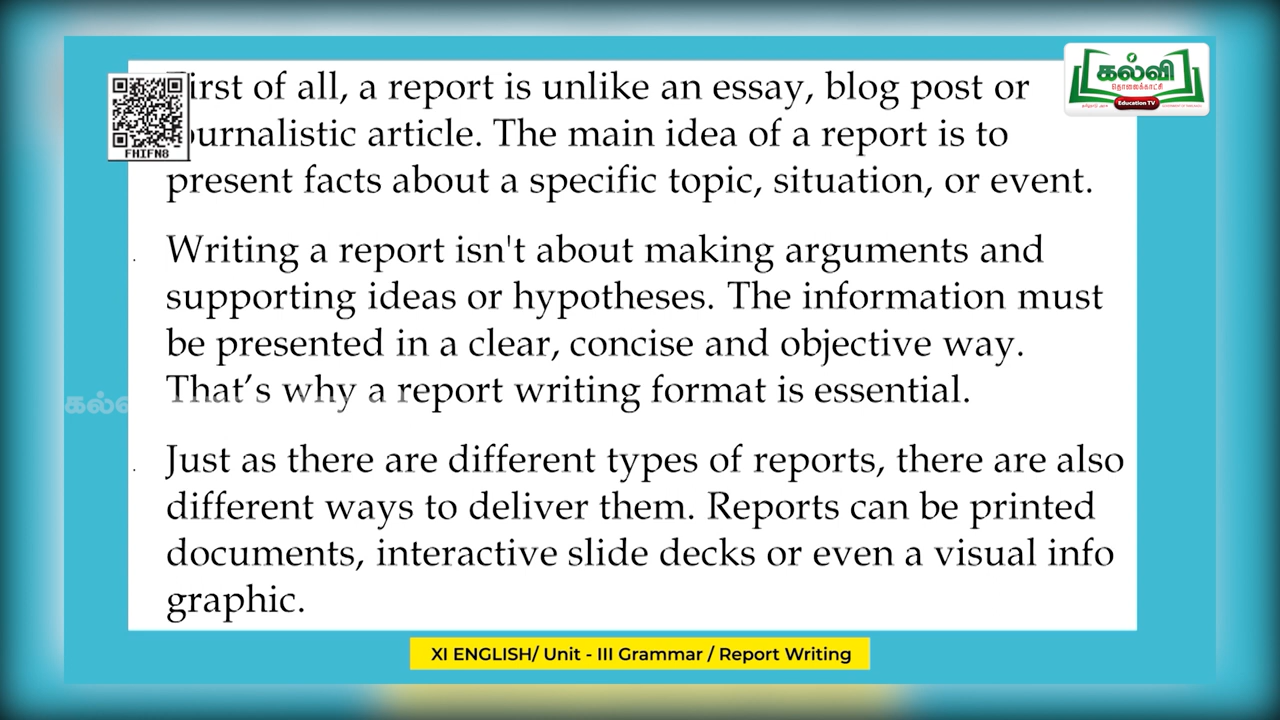 கல்வி
தொலைக்காட்சி
Education TV
FHIFN8
irst of all, a report is unlike an essay, blog post or
ournalistic article. The main idea of a report is to
present facts about a specific topic, situation, or event.
Writing a report isn't about making arguments and
supporting ideas or hypotheses. The information must
be presented in a clear, concise and objective way.
That’s why a report writing format is essential.
Just as there are different types of reports, there are also
different ways to deliver them. Reports can be printed
documents, interactive slide decks or even a visual info
graphic.
XI ENGLISH/ Unit - III Grammar / Report Writing